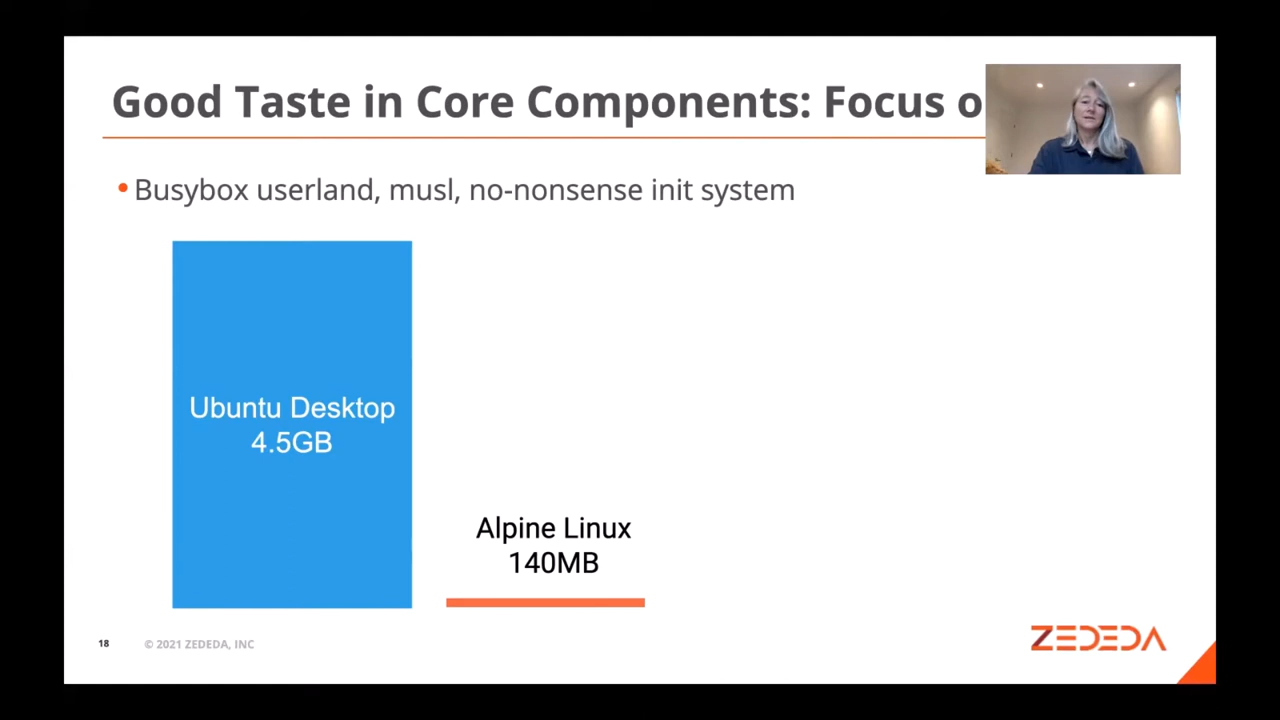 Good Taste in Core Components: Focus o
• Busybox userland, musl, no-nonsense init system
Ubuntu Desktop
4.5GB
Alpine Linux
140MB
18
© 2021 ZEDEDA, INC
ZEDEDA